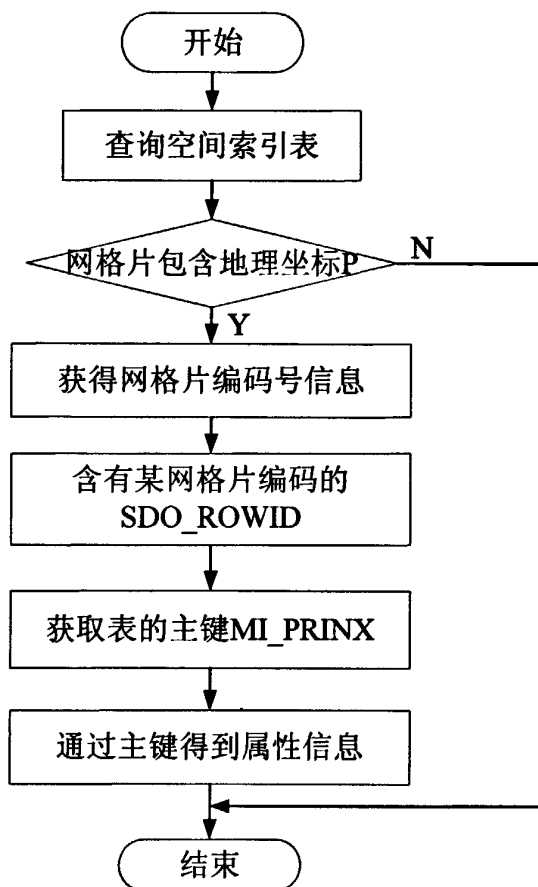 开始
查询空间索引表
网格片包含地理坐标P
N
Y
获得网格片编码号信息
含有某网格片编码的
SDO_ROWID
获取表的主键MI_PRINX
通过主键得到属性信息
结束